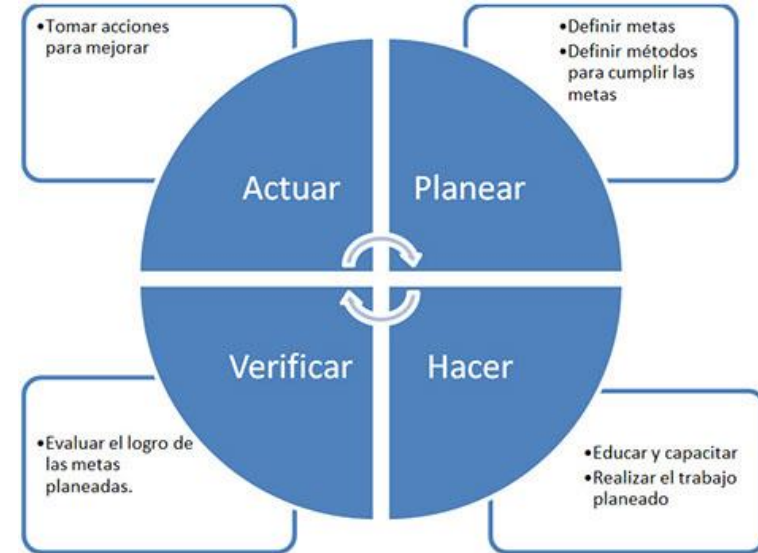 •Tomar acciones
para mejorar
•Definir metas
•Definir métodos
para cumplir las
metas
Actuar
Planear
Verificar
Hacer
•Evaluar el logro de
las metas
planeadas.
•Educar y capacitar
•Realizar el trabajo
planeado